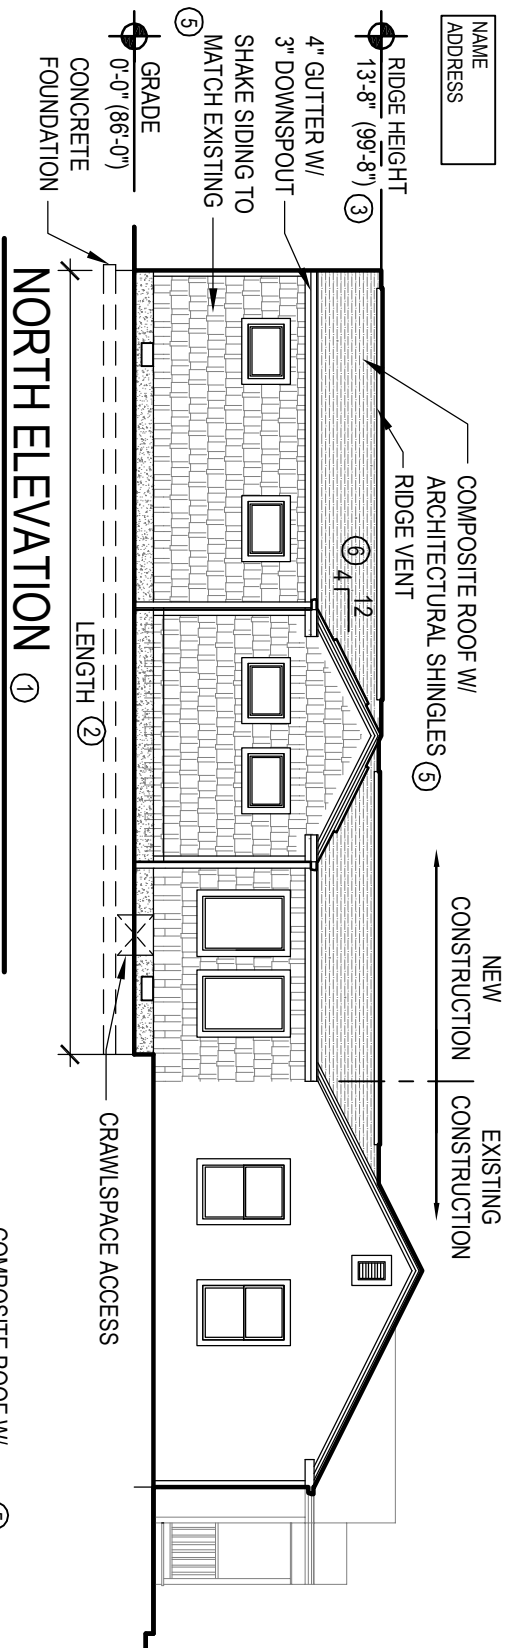 NAME
ADDRESS
RIDGE HEIGHT
13'-8" (99'-8") 3
4" GUTTER W/
3" DOWNSPOUT
SHAKE SIDING TO
MATCH EXISTING
5
GRADE
0'-0" (86'-0")
CONCRETE
FOUNDATION
COMPOSITE ROOF W/
ARCHITECTURAL SHINGLES 5
RIDGE VENT
12
6 4
NEW
CONSTRUCTION
EXISTING
CONSTRUCTION
LENGTH 2
CRAWLSPACE ACCESS
NORTH ELEVATION 1
COMPOSITE ROOF W/
5